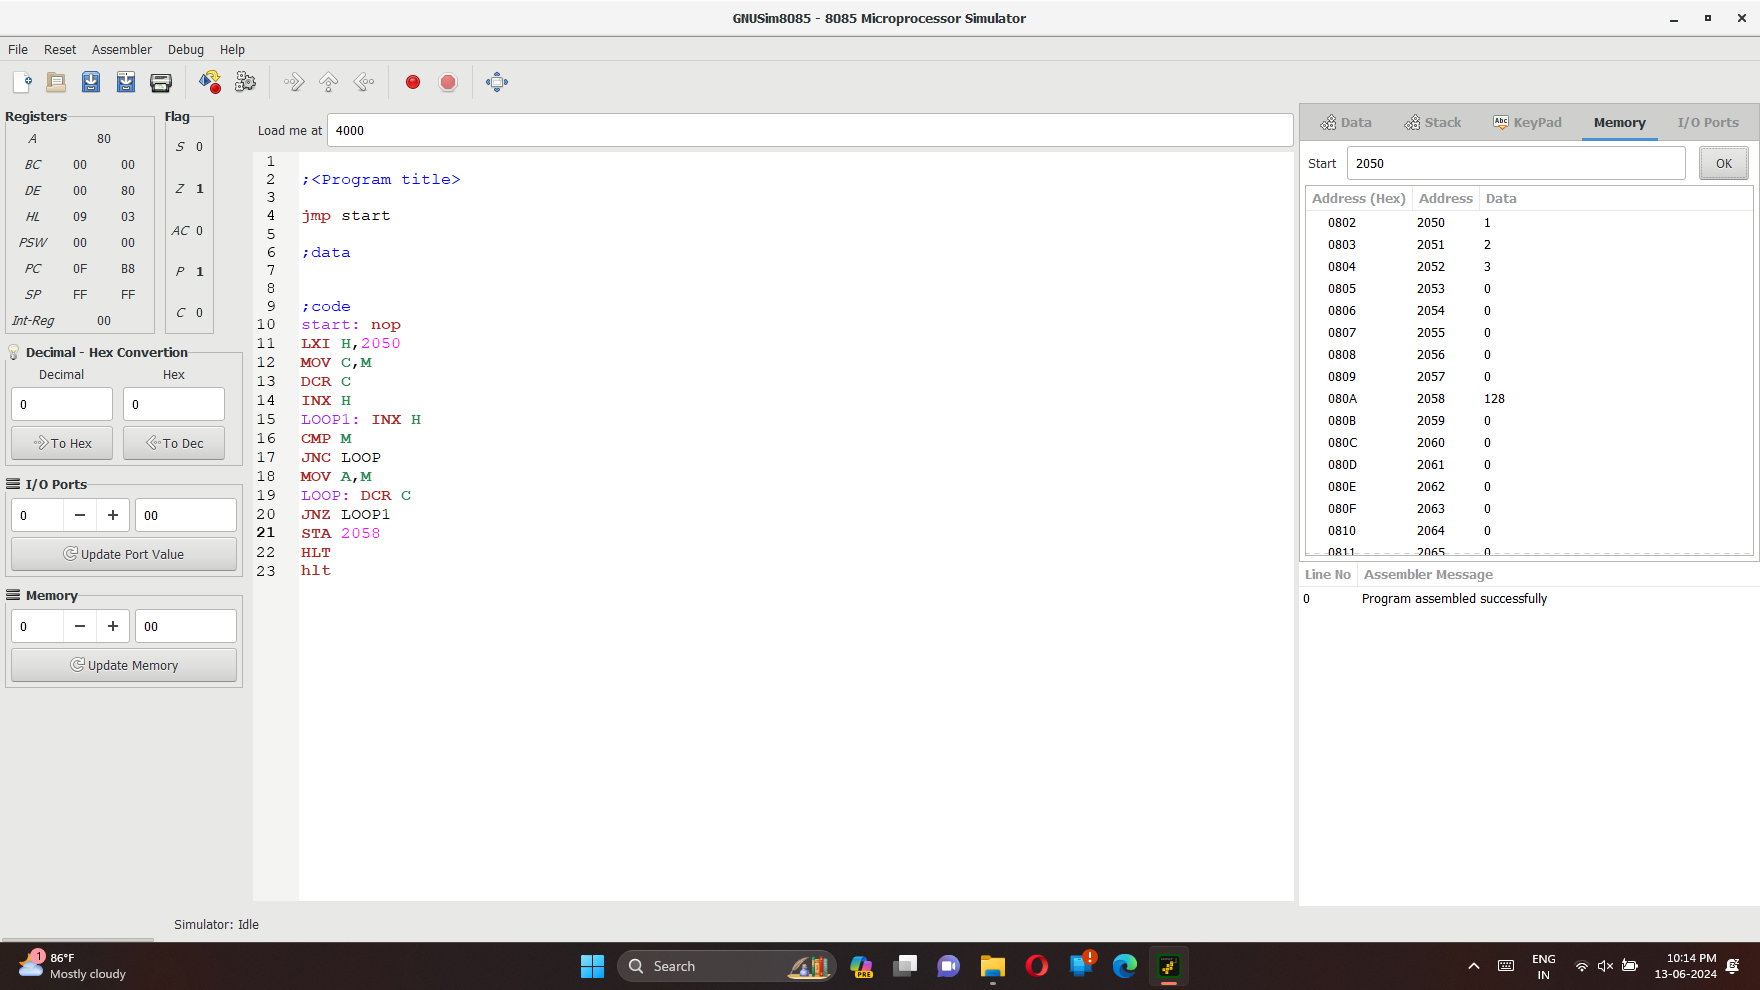 GNUSim8085 - 8085 Microprocessor Simulator
File Reset Assembler Debug Help
Registers
A 80
BC 00 00
DE 00 80
HL 09 03
PSW 00 00
PC 0F B8
SP FF FF
Int-Reg 00
Flag
S 0
Z 1
AC 0
P 1
C 0
Decimal - Hex Convertion
Decimal Hex
0 0
To Hex To Dec
I/O Ports
0 − + 00
Update Port Value
Memory
0 − + 00
Update Memory
Load me at 4000
1
2 ;<Program title>
3
4 jmp start
5
6 ;data
7
8
9 ;code
10 start: nop
11 LXI H,2050
12 MOV C,M
13 DCR C
14 INX H
15 LOOP1: INX H
16 CMP M
17 JNC LOOP
18 MOV A,M
19 LOOP: DCR C
20 JNZ LOOP1
21 STA 2058
22 HLT
23 hlt
Data Stack Abc KeyPad Memory I/O Ports
Start 2050 OK
Address (Hex) Address Data
0802 2050 1
0803 2051 2
0804 2052 3
0805 2053 0
0806 2054 0
0807 2055 0
0808 2056 0
0809 2057 0
080A 2058 128
080B 2059 0
080C 2060 0
080D 2061 0
080E 2062 0
080F 2063 0
0810 2064 0
0811 2065 0
Line No Assembler Message
0 Program assembled successfully
Simulator: Idle
1
86°F
Mostly cloudy
Search
PRE
ENG
IN
10:14 PM
13-06-2024